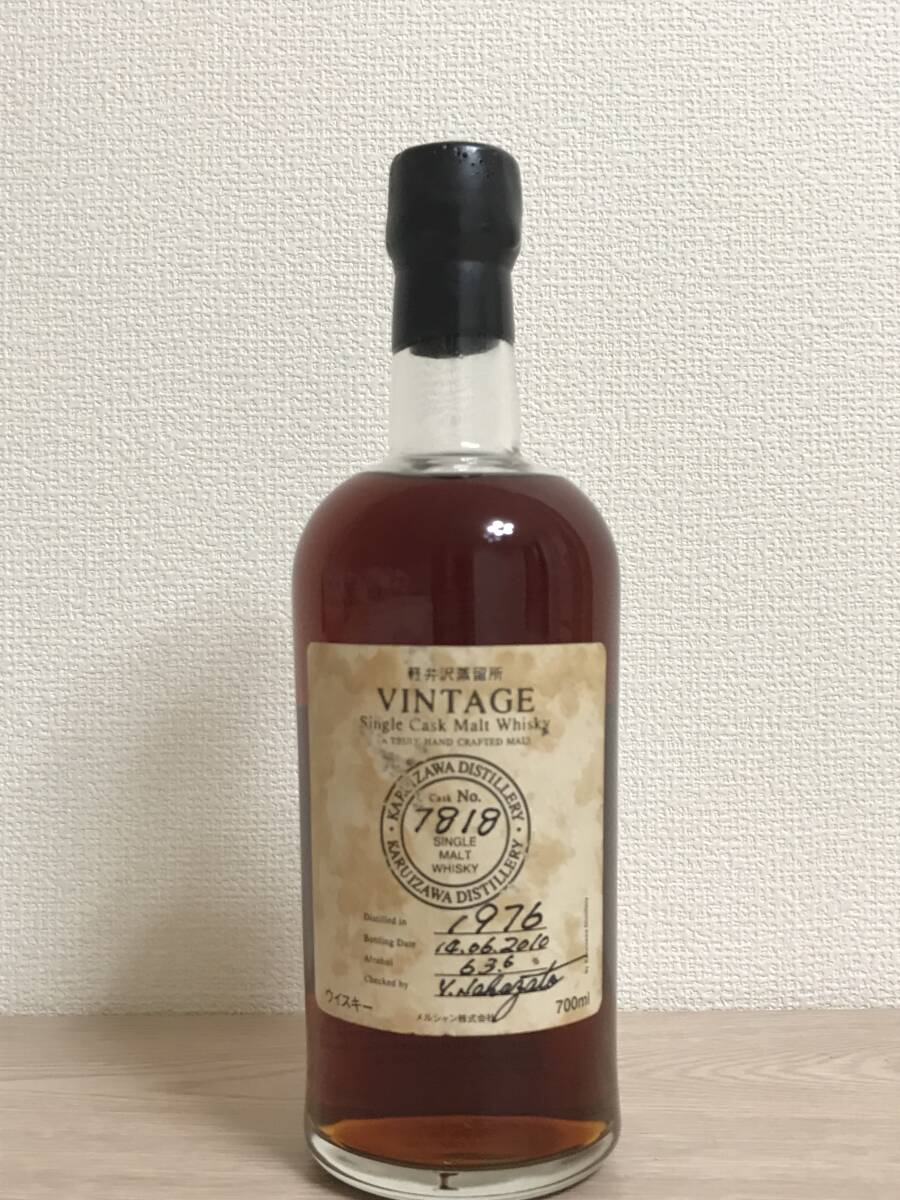 軽井沢蒸留所
VINTAGE
Single Cask Malt Whisky
A TRULY HAND CRAFTED MALT
KARUIZAWA DISTILLERY
Cask No.
7818
SINGLE
MALT
WHISKY
KARUIZAWA DISTILLERY
Distilled in 1976
Bottling Date 14.06.2010
Alcohol 63.6 %
Checked by Y. Nakazato
ウイスキー
メルシャン株式会社
700ml